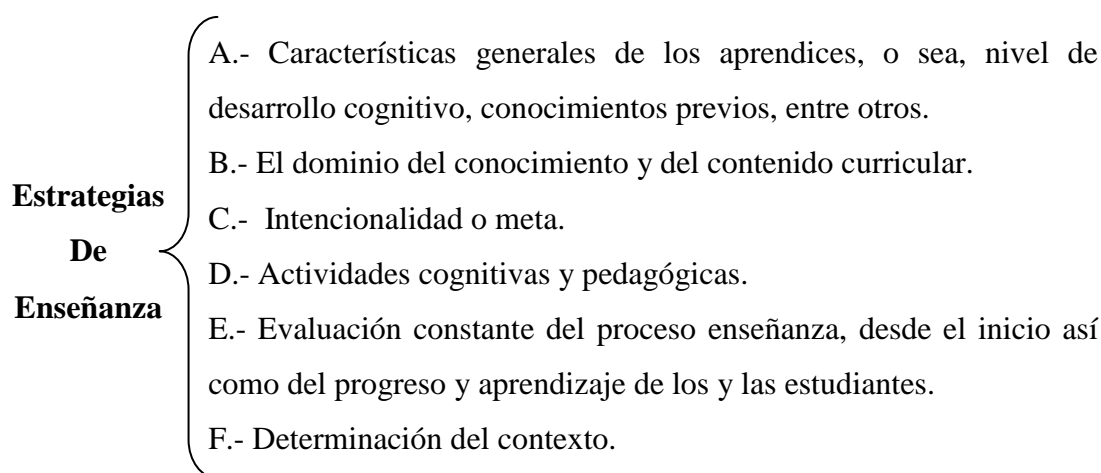 Estrategias
De
Enseñanza
A.- Características generales de los aprendices, o sea, nivel de
desarrollo cognitivo, conocimientos previos, entre otros.
B.- El dominio del conocimiento y del contenido curricular.
C.- Intencionalidad o meta.
D.- Actividades cognitivas y pedagógicas.
E.- Evaluación constante del proceso enseñanza, desde el inicio así
como del progreso y aprendizaje de los y las estudiantes.
F.- Determinación del contexto.